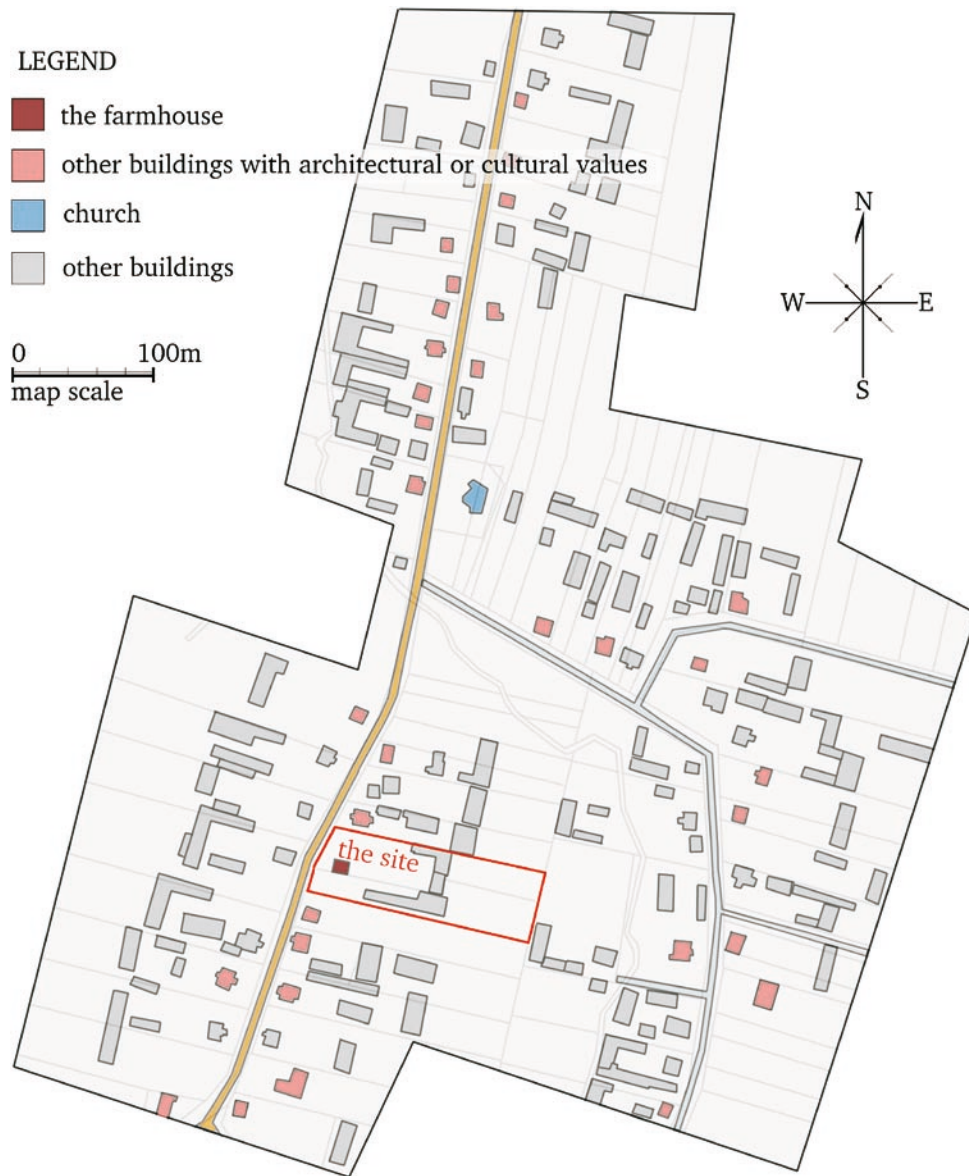 LEGEND
the farmhouse
other buildings with architectural or cultural values
church
other buildings
0 100m
map scale
N
W E
S
the site